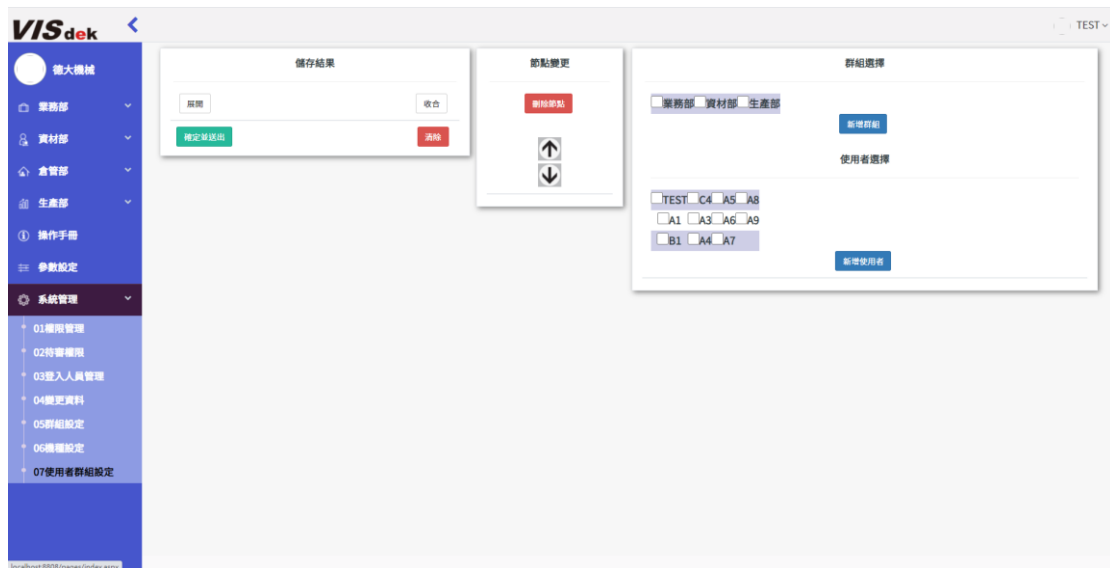 VISdek
TEST
德大機械
業務部
資材部
倉管部
生產部
操作手冊
參數設定
系統管理
01權限管理
02待審權限
03登入人員管理
04變更資料
05群組設定
06機種設定
07使用者群組設定
儲存結果
展開 收合
確定並送出 清除
節點變更
刪除節點
群組選擇
業務部 資材部 生產部
新增群組
使用者選擇
TEST C4 A5 A8
A1 A3 A6 A9
B1 A4 A7
新增使用者
localhost:8808/pages/index.aspx